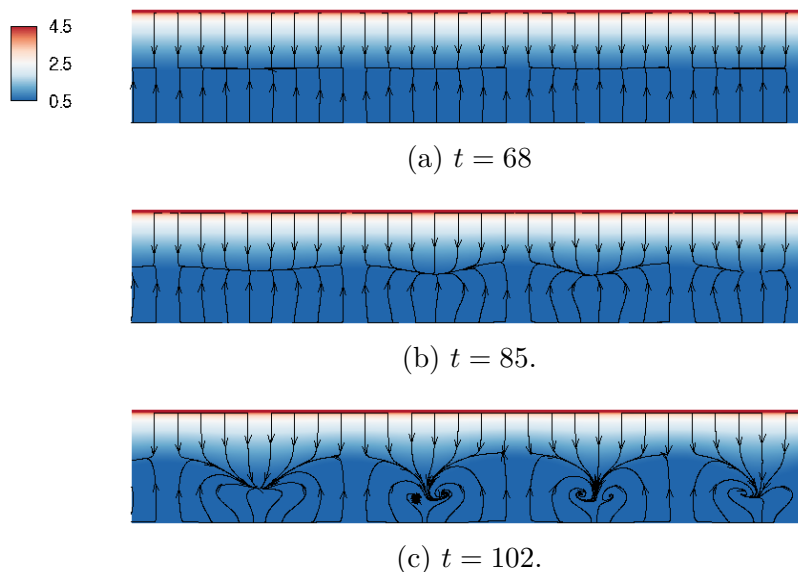 4.5
2.5
0.5
(a) t = 68
(b) t = 85.
(c) t = 102.